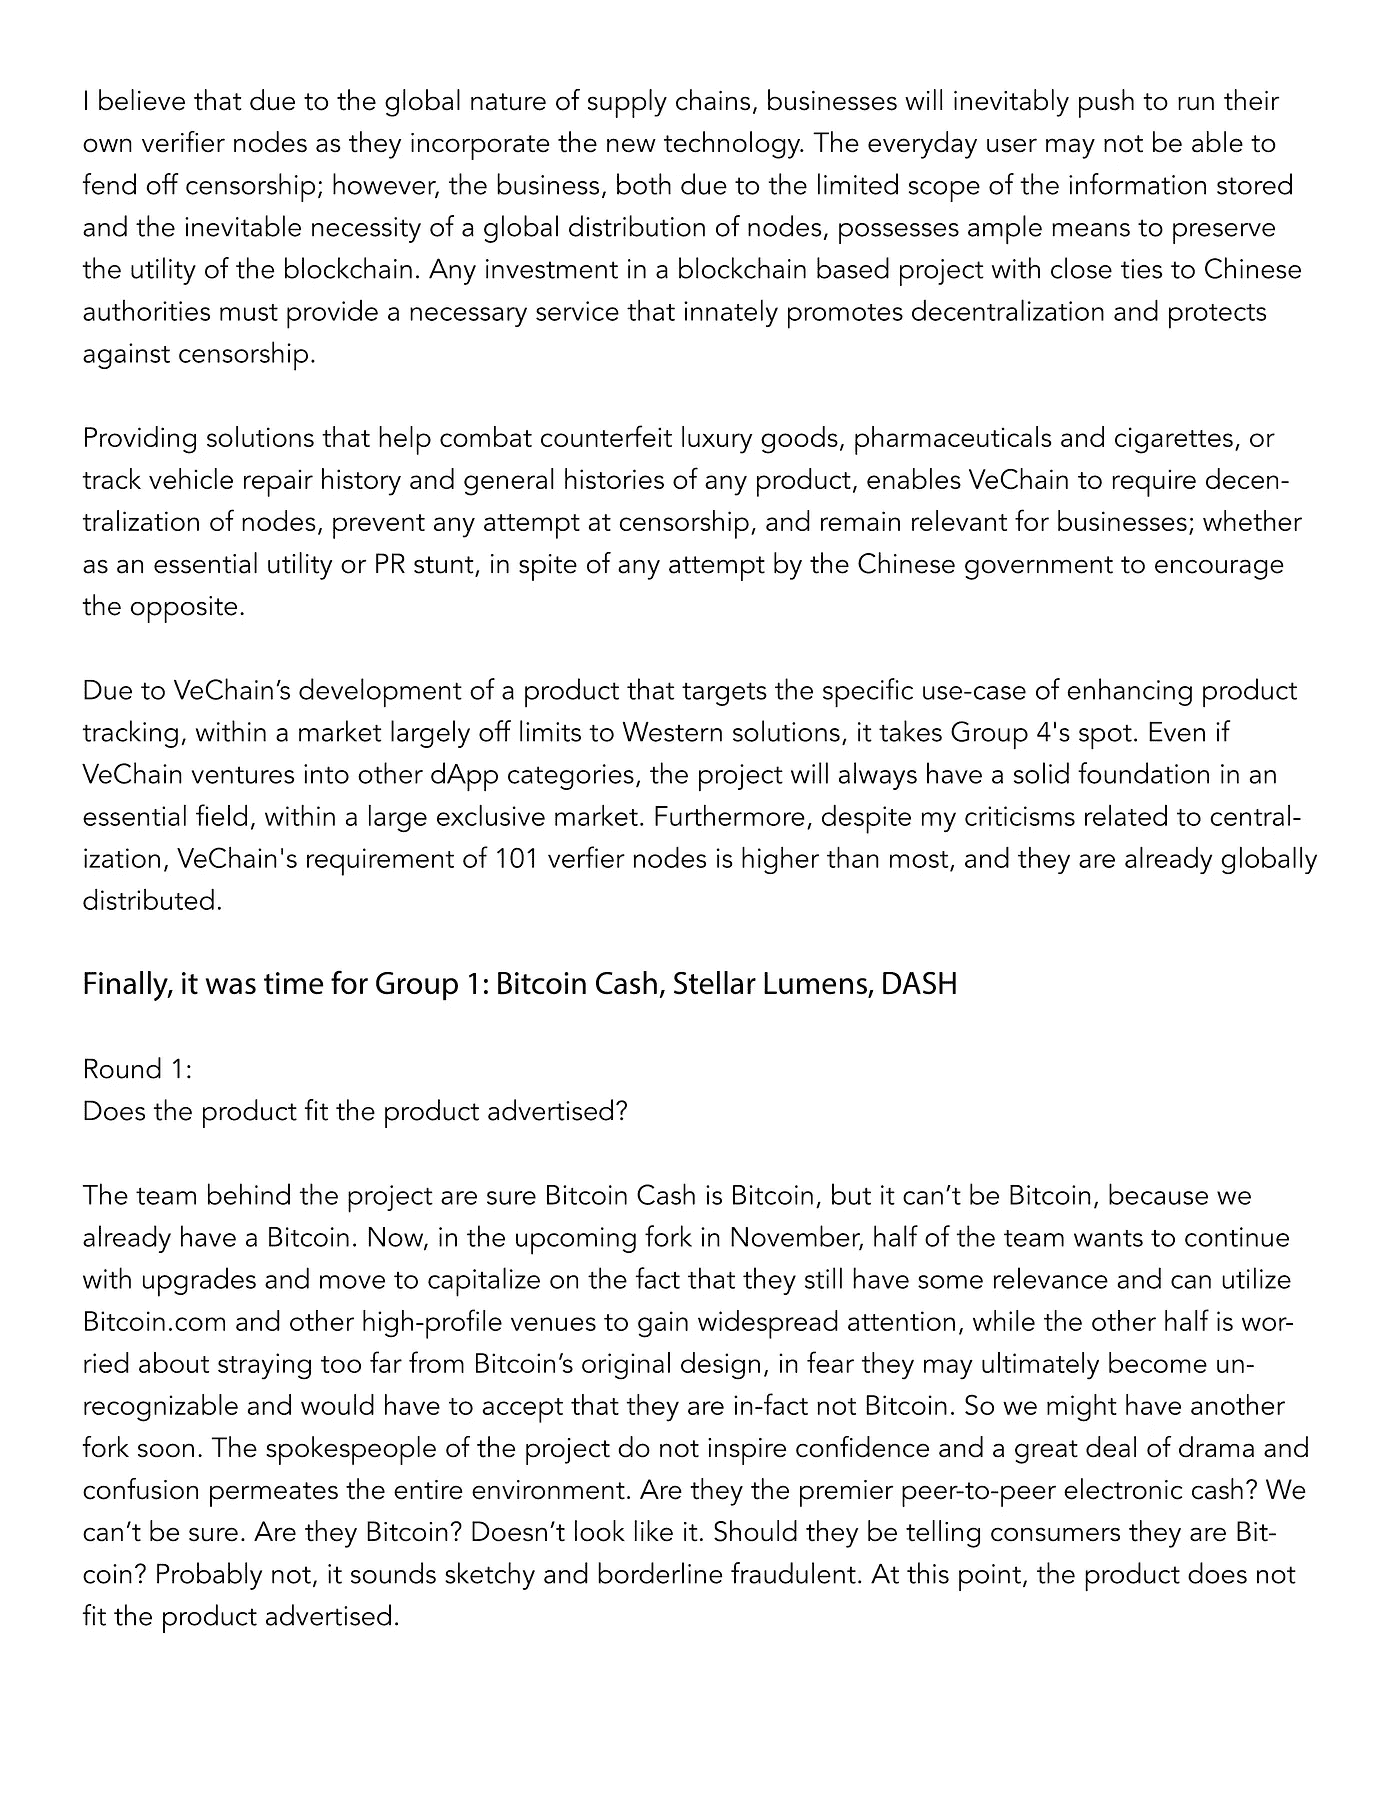 I believe that due to the global nature of supply chains, businesses will inevitably push to run their
own verifier nodes as they incorporate the new technology. The everyday user may not be able to
fend off censorship; however, the business, both due to the limited scope of the information stored
and the inevitable necessity of a global distribution of nodes, possesses ample means to preserve
the utility of the blockchain. Any investment in a blockchain based project with close ties to Chinese
authorities must provide a necessary service that innately promotes decentralization and protects
against censorship.
Providing solutions that help combat counterfeit luxury goods, pharmaceuticals and cigarettes, or
track vehicle repair history and general histories of any product, enables VeChain to require decen-
tralization of nodes, prevent any attempt at censorship, and remain relevant for businesses; whether
as an essential utility or PR stunt, in spite of any attempt by the Chinese government to encourage
the opposite.
Due to VeChain’s development of a product that targets the specific use-case of enhancing product
tracking, within a market largely off limits to Western solutions, it takes Group 4's spot. Even if
VeChain ventures into other dApp categories, the project will always have a solid foundation in an
essential field, within a large exclusive market. Furthermore, despite my criticisms related to central-
ization, VeChain's requirement of 101 verfier nodes is higher than most, and they are already globally
distributed.
Finally, it was time for Group 1: Bitcoin Cash, Stellar Lumens, DASH
Round 1:
Does the product fit the product advertised?
The team behind the project are sure Bitcoin Cash is Bitcoin, but it can’t be Bitcoin, because we
already have a Bitcoin. Now, in the upcoming fork in November, half of the team wants to continue
with upgrades and move to capitalize on the fact that they still have some relevance and can utilize
Bitcoin.com and other high-profile venues to gain widespread attention, while the other half is wor-
ried about straying too far from Bitcoin’s original design, in fear they may ultimately become un-
recognizable and would have to accept that they are in-fact not Bitcoin. So we might have another
fork soon. The spokespeople of the project do not inspire confidence and a great deal of drama and
confusion permeates the entire environment. Are they the premier peer-to-peer electronic cash? We
can’t be sure. Are they Bitcoin? Doesn’t look like it. Should they be telling consumers they are Bit-
coin? Probably not, it sounds sketchy and borderline fraudulent. At this point, the product does not
fit the product advertised.